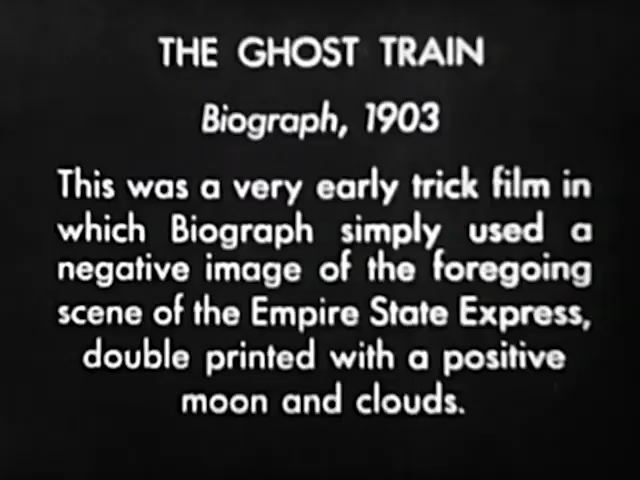 THE GHOST TRAIN
Biograph, 1903
This was a very early trick film in
which Biograph simply used a
negative image of the foregoing
scene of the Empire State Express,
double printed with a positive
moon and clouds.